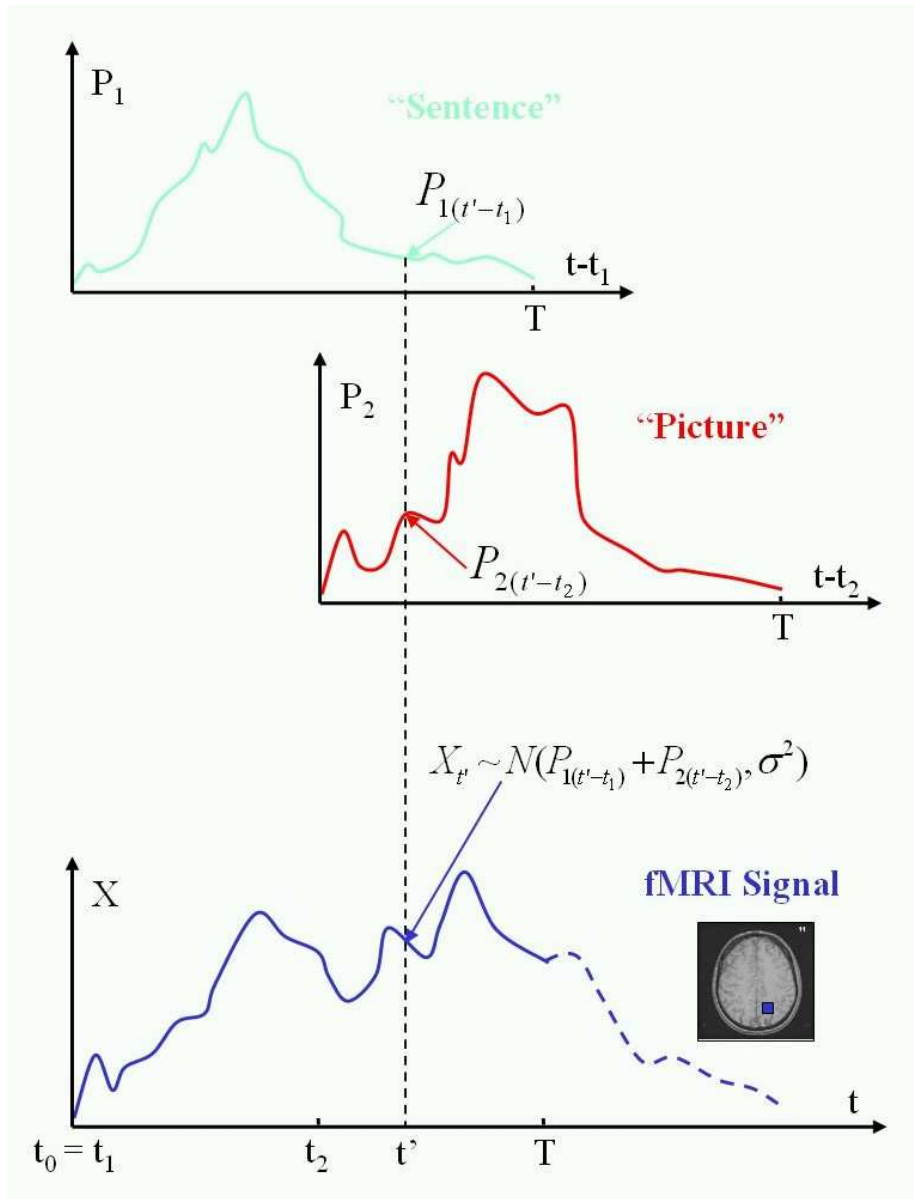 P₁
“Sentence”
P₁₍ₜ'₋ₜ₁₎
t-t₁
T
P₂
“Picture”
P₂₍ₜ'₋ₜ₂₎
t-t₂
T
Xₜ' ~ N(P₁₍ₜ'₋ₜ₁₎ + P₂₍ₜ'₋ₜ₂₎, σ²)
X
fMRI Signal
t
t₀ = t₁
t₂
t’
T